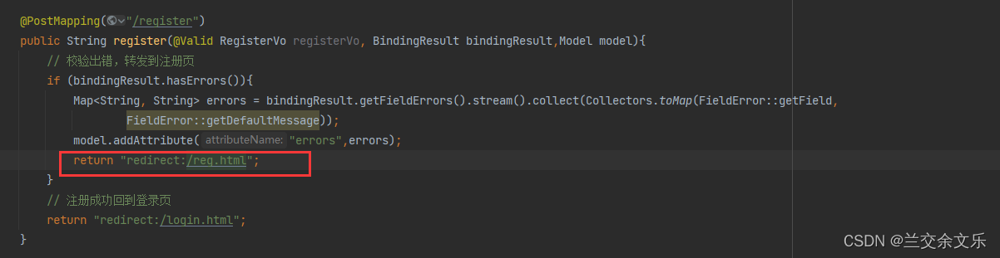 @PostMapping("/register")
public String register(@Valid RegisterVo registerVo, BindingResult bindingResult,Model model){
// 校验出错，转发到注册页
if (bindingResult.hasErrors()){
Map<String, String> errors = bindingResult.getFieldErrors().stream().collect(Collectors.toMap(FieldError::getField,
FieldError::getDefaultMessage));
model.addAttribute( attributeName: "errors",errors);
return "redirect:/reg.html";
}
// 注册成功回到登录页
return "redirect:/login.html";
}
CSDN @兰交余文乐